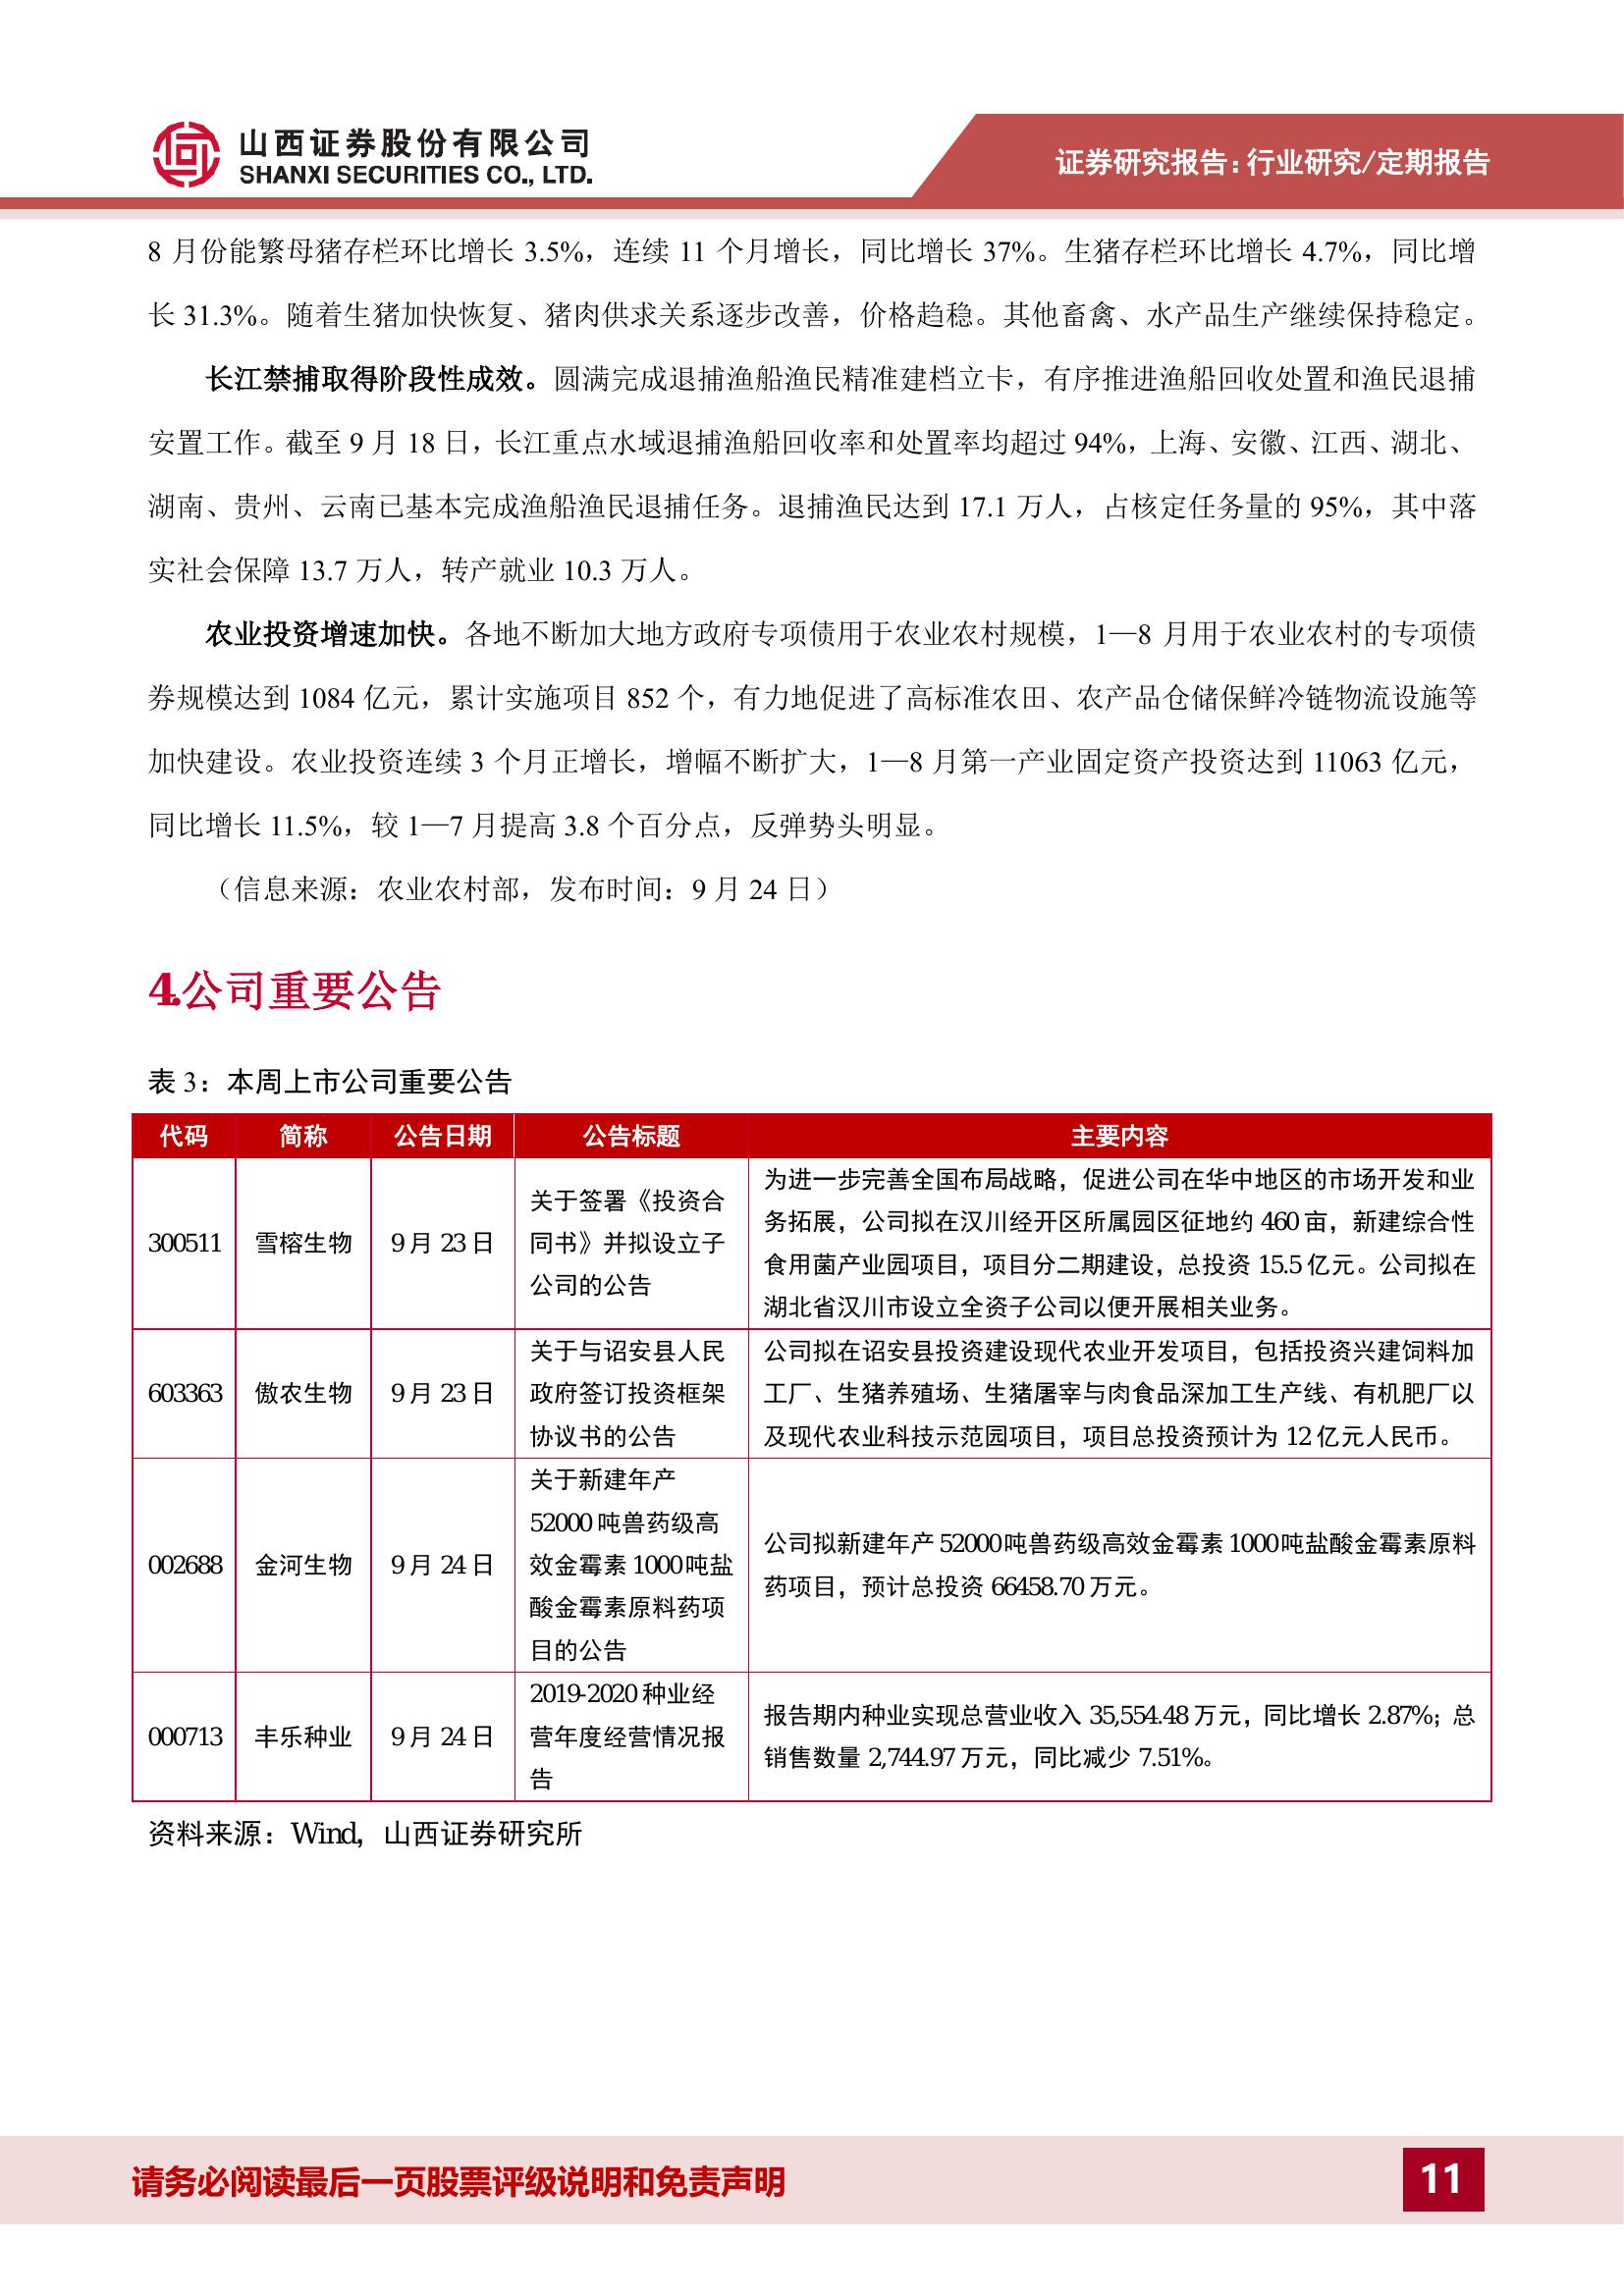 山西证券股份有限公司
SHANXI SECURITIES CO., LTD.
证券研究报告：行业研究/定期报告
8 月份能繁母猪存栏环比增长 3.5%，连续 11 个月增长，同比增长 37%。生猪存栏环比增长 4.7%，同比增
长 31.3%。随着生猪加快恢复、猪肉供求关系逐步改善，价格趋稳。其他畜禽、水产品生产继续保持稳定。
长江禁捕取得阶段性成效。圆满完成退捕渔船渔民精准建档立卡，有序推进渔船回收处置和渔民退捕
安置工作。截至 9 月 18 日，长江重点水域退捕渔船回收率和处置率均超过 94%，上海、安徽、江西、湖北、
湖南、贵州、云南已基本完成渔船渔民退捕任务。退捕渔民达到 17.1 万人，占核定任务量的 95%，其中落
实社会保障 13.7 万人，转产就业 10.3 万人。
农业投资增速加快。各地不断加大地方政府专项债用于农业农村规模，1—8 月用于农业农村的专项债
券规模达到 1084 亿元，累计实施项目 852 个，有力地促进了高标准农田、农产品仓储保鲜冷链物流设施等
加快建设。农业投资连续 3 个月正增长，增幅不断扩大，1—8 月第一产业固定资产投资达到 11063 亿元，
同比增长 11.5%，较 1—7 月提高 3.8 个百分点，反弹势头明显。
（信息来源：农业农村部，发布时间：9 月 24 日）
4.公司重要公告
表 3：本周上市公司重要公告
代码 简称 公告日期 公告标题 主要内容
300511 雪榕生物 9 月 23 日
关于签署《投资合
同书》并拟设立子
公司的公告
为进一步完善全国布局战略，促进公司在华中地区的市场开发和业
务拓展，公司拟在汉川经开区所属园区征地约 460 亩，新建综合性
食用菌产业园项目，项目分二期建设，总投资 15.5 亿元。公司拟在
湖北省汉川市设立全资子公司以便开展相关业务。
603363 傲农生物 9 月 23 日
关于与诏安县人民
政府签订投资框架
协议书的公告
公司拟在诏安县投资建设现代农业开发项目，包括投资兴建饲料加
工厂、生猪养殖场、生猪屠宰与肉食品深加工生产线、有机肥厂以
及现代农业科技示范园项目，项目总投资预计为 12 亿元人民币。
002688 金河生物 9 月 24 日
关于新建年产
52000 吨兽药级高
效金霉素 1000吨盐
酸金霉素原料药项
目的公告
公司拟新建年产 52000吨兽药级高效金霉素 1000吨盐酸金霉素原料
药项目，预计总投资 66458.70 万元。
000713 丰乐种业 9 月 24 日
2019-2020 种业经
营年度经营情况报
告
报告期内种业实现总营业收入 35,554.48 万元，同比增长 2.87%；总
销售数量 2,744.97 万元，同比减少 7.51%。
资料来源：Wind，山西证券研究所
请务必阅读最后一页股票评级说明和免责声明
11